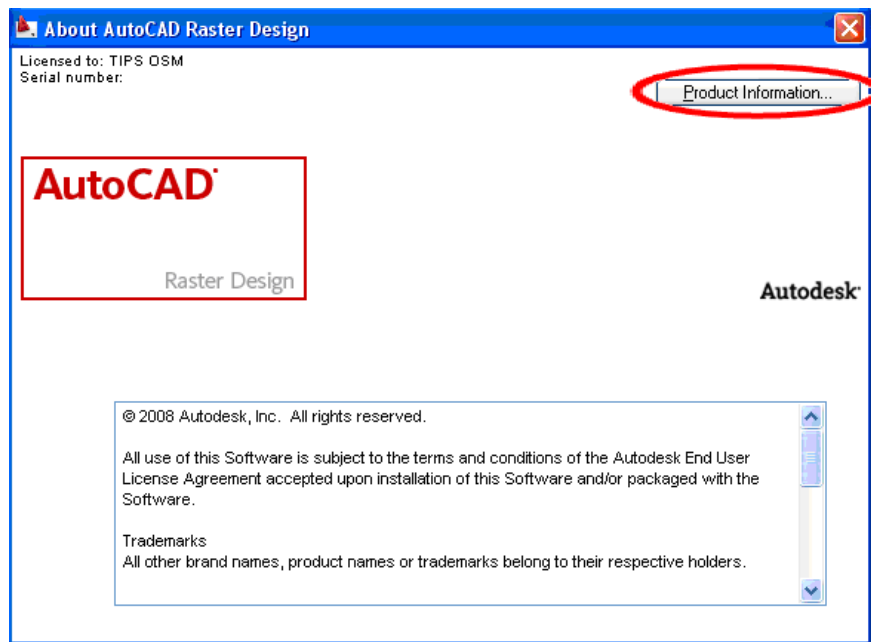 About AutoCAD Raster Design
Licensed to: TIPS OSM
Serial number:
Product Information...
AutoCAD
Raster Design
Autodesk
© 2008 Autodesk, Inc. All rights reserved.
All use of this Software is subject to the terms and conditions of the Autodesk End User
License Agreement accepted upon installation of this Software and/or packaged with the
Software.
Trademarks
All other brand names, product names or trademarks belong to their respective holders.